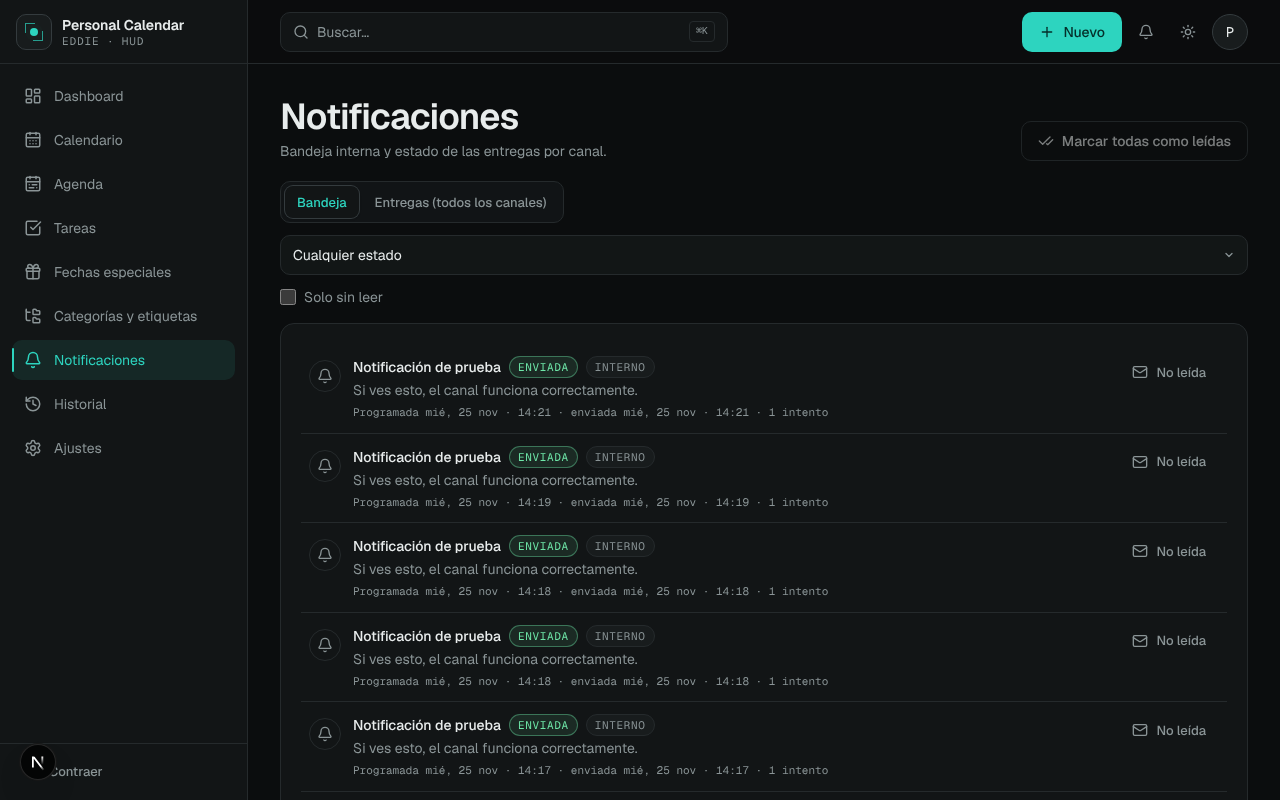 Personal Calendar
EDDIE · HUD
Buscar...
⌘K
Nuevo
P
Dashboard
Calendario
Agenda
Tareas
Fechas especiales
Categorías y etiquetas
Notificaciones
Historial
Ajustes
N
Contraer
Notificaciones
Bandeja interna y estado de las entregas por canal.
Marcar todas como leídas
Bandeja
Entregas (todos los canales)
Cualquier estado
Solo sin leer
Notificación de prueba ENVIADA INTERNO
No leída
Si ves esto, el canal funciona correctamente.
Programada mié, 25 nov · 14:21 · enviada mié, 25 nov · 14:21 · 1 intento
Notificación de prueba ENVIADA INTERNO
No leída
Si ves esto, el canal funciona correctamente.
Programada mié, 25 nov · 14:19 · enviada mié, 25 nov · 14:19 · 1 intento
Notificación de prueba ENVIADA INTERNO
No leída
Si ves esto, el canal funciona correctamente.
Programada mié, 25 nov · 14:18 · enviada mié, 25 nov · 14:18 · 1 intento
Notificación de prueba ENVIADA INTERNO
No leída
Si ves esto, el canal funciona correctamente.
Programada mié, 25 nov · 14:18 · enviada mié, 25 nov · 14:18 · 1 intento
Notificación de prueba ENVIADA INTERNO
No leída
Si ves esto, el canal funciona correctamente.
Programada mié, 25 nov · 14:17 · enviada mié, 25 nov · 14:17 · 1 intento